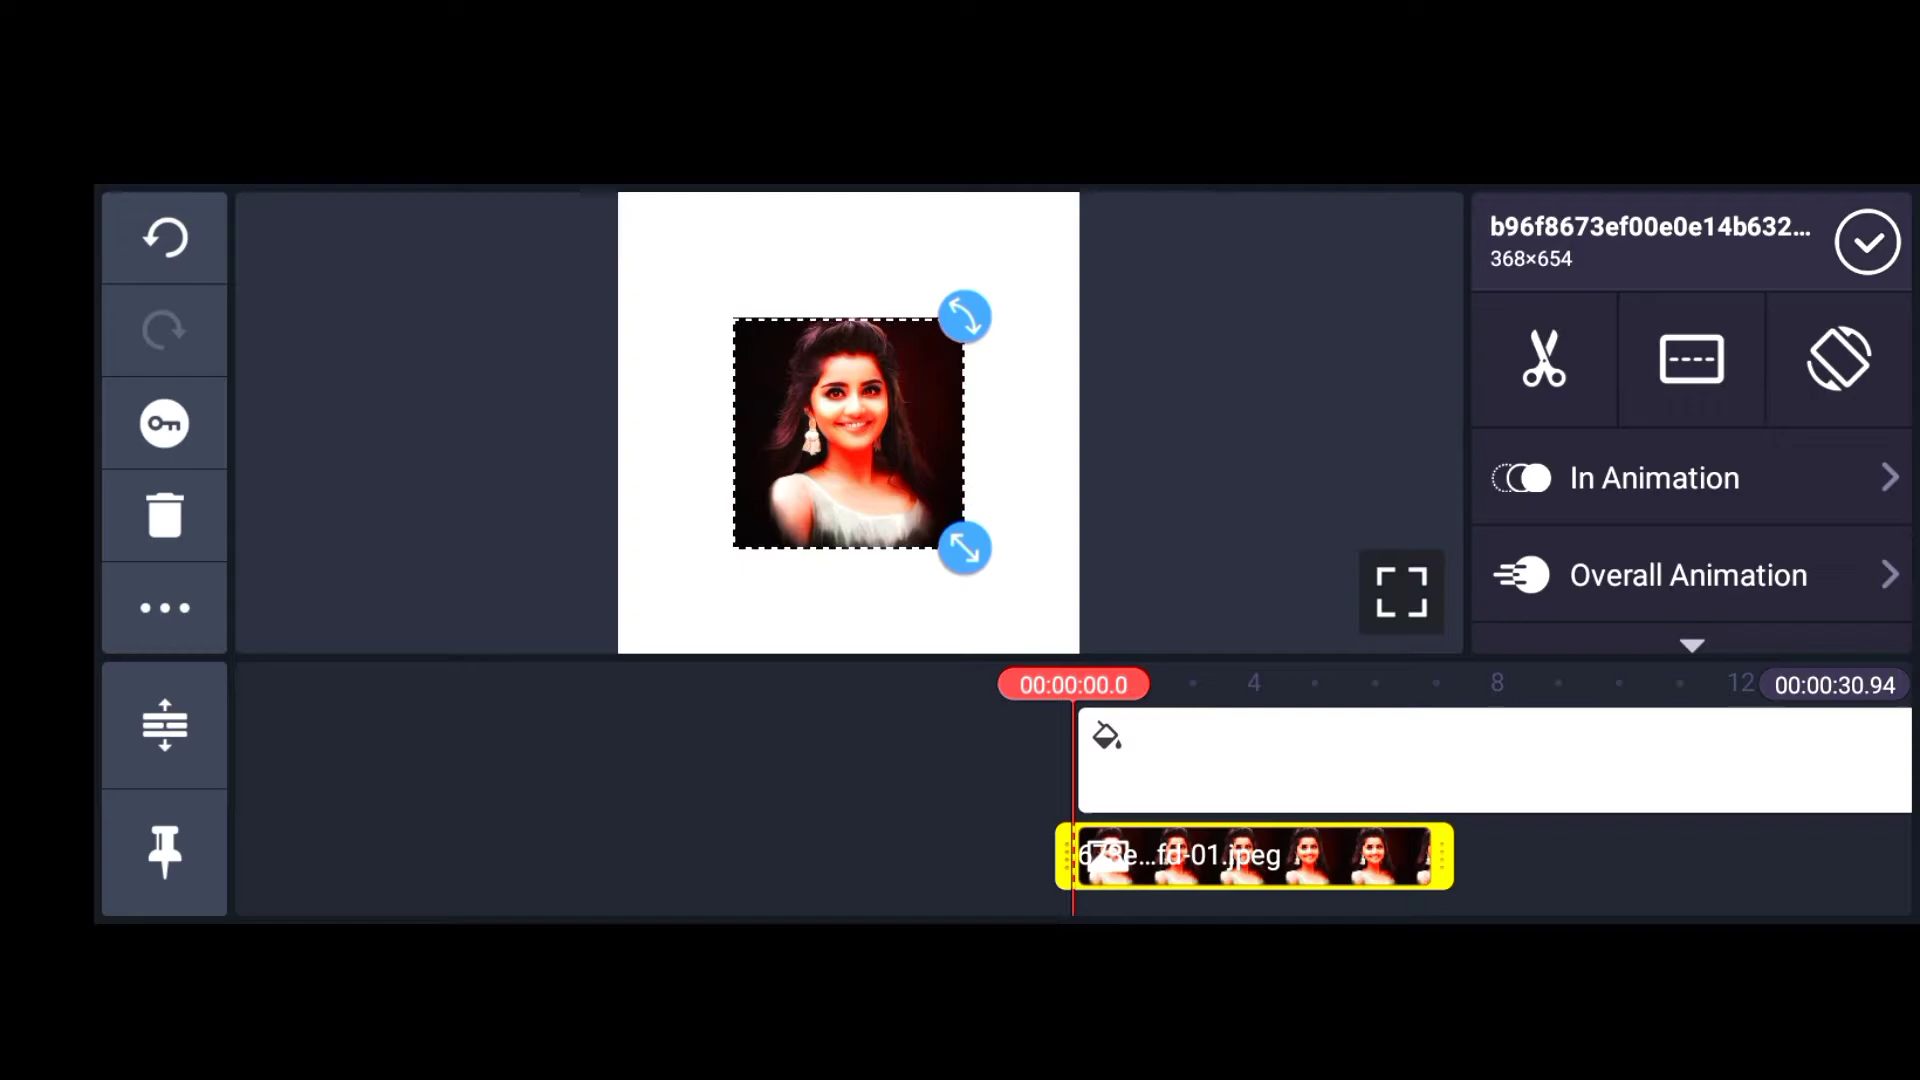 b96f8673ef00e0e14b632...
368×654
In Animation
Overall Animation
00:00:00.0
4
8
12
00:00:30.94
678e...fd-01.jpeg